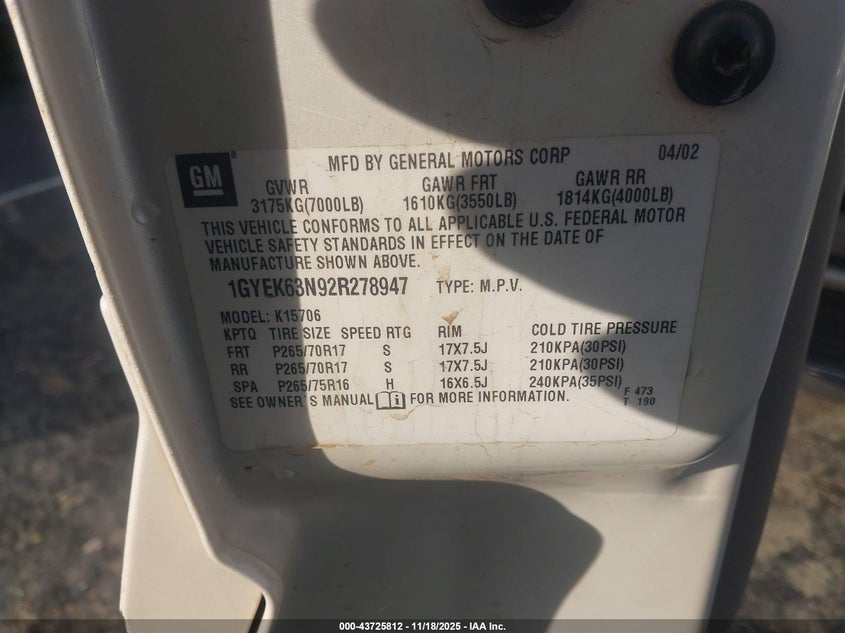 GM ®
MFD BY GENERAL MOTORS CORP 04/02
GVWR GAWR FRT GAWR RR
3175KG(7000LB) 1610KG(3550LB) 1814KG(4000LB)
THIS VEHICLE CONFORMS TO ALL APPLICABLE U.S. FEDERAL MOTOR
VEHICLE SAFETY STANDARDS IN EFFECT ON THE DATE OF
MANUFACTURE SHOWN ABOVE.
1GYEK63N92R278947 TYPE: M.P.V.
MODEL: K15706
KPTQ TIRE SIZE SPEED RTG RIM COLD TIRE PRESSURE
FRT P265/70R17 S 17X7.5J 210KPA(30PSI)
RR P265/70R17 S 17X7.5J 210KPA(30PSI)
SPA P265/75R16 H 16X6.5J 240KPA(35PSI)
SEE OWNER'S MANUAL FOR MORE INFORMATION.
F 473
T 190
000-43725812 - 11/18/2025 - IAA Inc.